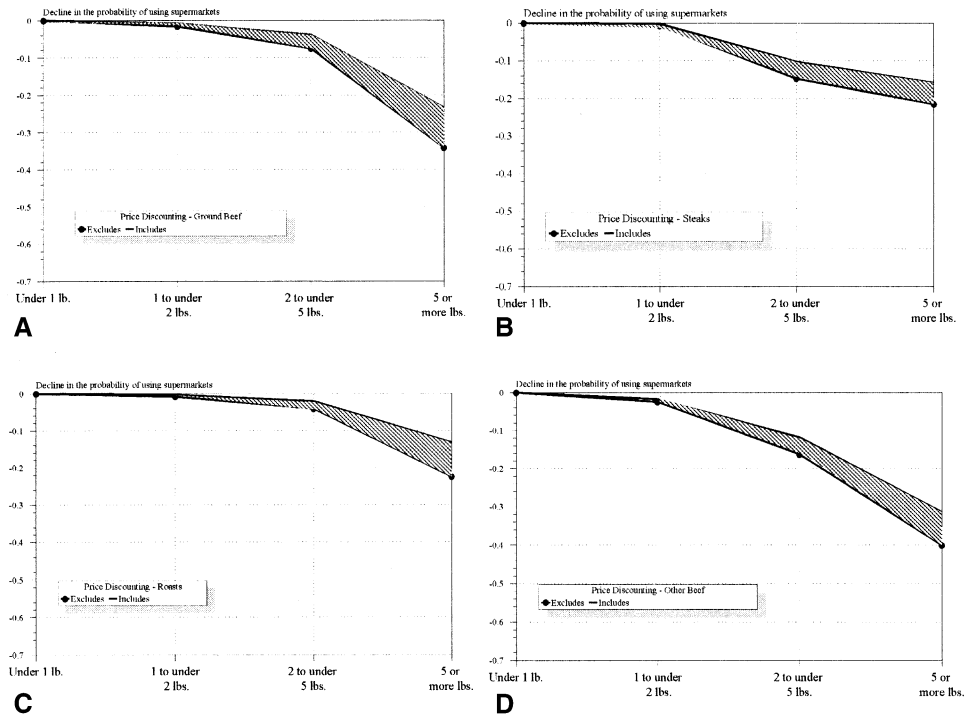 Decline in the probability of using supermarkets
0
-0.1
-0.2
-0.3
-0.4
-0.5
-0.6
-0.7
Price Discounting - Ground Beef
Excludes Includes
Under 1 lb. 1 to under 2 to under 5 or
2 lbs. 5 lbs. more lbs.
A
Decline in the probability of using supermarkets
0
-0.1
-0.2
-0.3
-0.4
-0.5
-0.6
-0.7
Price Discounting - Steaks
Excludes Includes
Under 1 lb. 1 to under 2 to under 5 or
2 lbs. 5 lbs. more lbs.
B
Decline in the probability of using supermarkets
0
-0.1
-0.2
-0.3
-0.4
-0.5
-0.6
-0.7
Price Discounting - Roasts
Excludes Includes
Under 1 lb. 1 to under 2 to under 5 or
2 lbs. 5 lbs. more lbs.
C
Decline in the probability of using supermarkets
0
-0.1
-0.2
-0.3
-0.4
-0.5
-0.6
-0.7
Price Discounting - Other Beef
Excludes Includes
Under 1 lb. 1 to under 2 to under 5 or
2 lbs. 5 lbs. more lbs.
D